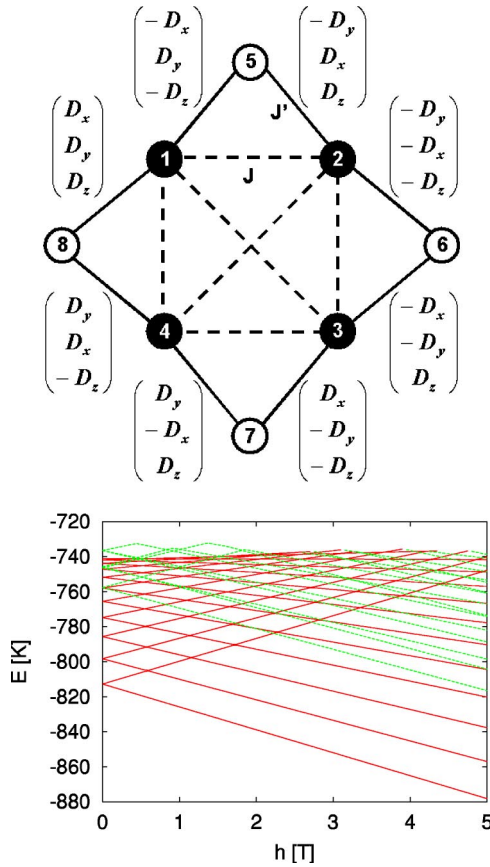 - D_x
D_y
- D_z
5
- D_y
D_x
D_z
D_x
D_y
D_z
J'
- D_y
- D_x
- D_z
1
J
2
8
6
D_y
D_x
- D_z
4
3
- D_x
- D_y
D_z
D_y
- D_x
D_z
7
D_x
- D_y
- D_z
-720
-740
-760
-780
-800
-820
-840
-860
-880
E [K]
0 1 2 3 4 5
h [T]